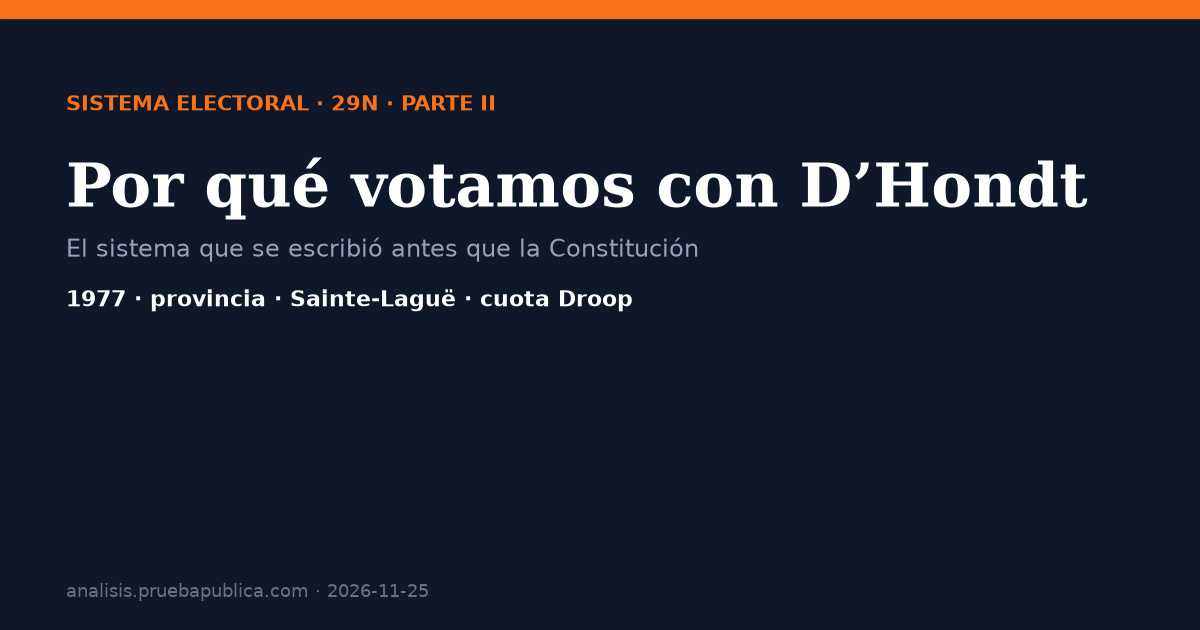 SISTEMA ELECTORAL · 29N · PARTE II
Por qué votamos con D’Hondt
El sistema que se escribió antes que la Constitución
1977 · provincia · Sainte-Laguë · cuota Droop
analisis.pruebapublica.com · 2026-11-25